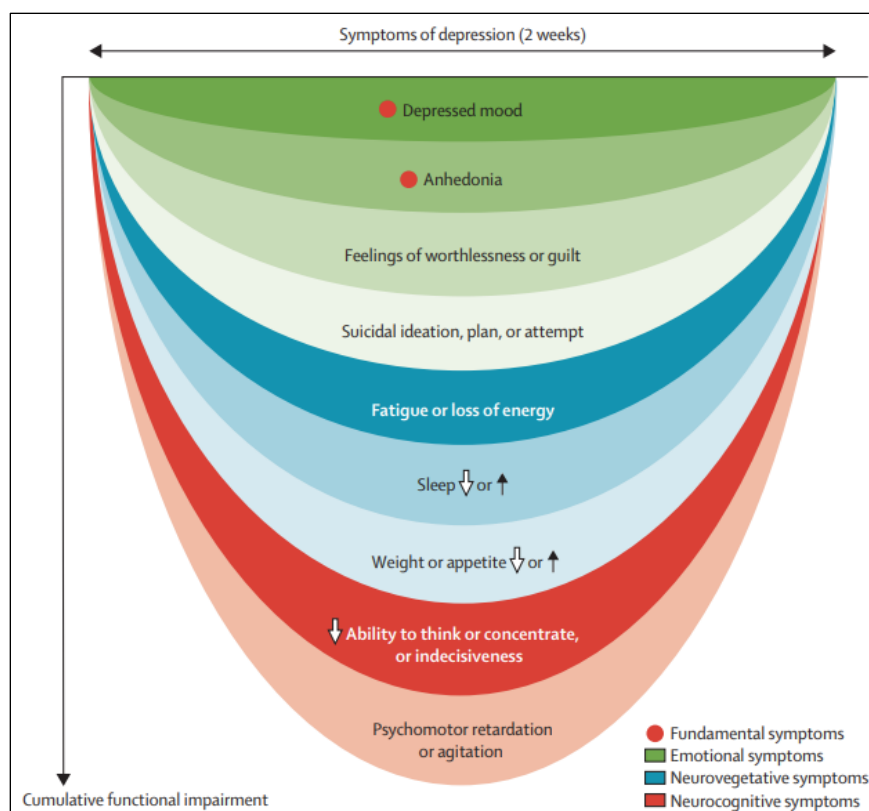 Symptoms of depression (2 weeks)
Depressed mood
Anhedonia
Feelings of worthlessness or guilt
Suicidal ideation, plan, or attempt
Fatigue or loss of energy
Sleep ⇩ or ↑
Weight or appetite ⇩ or ↑
⇩ Ability to think or concentrate,
or indecisiveness
Psychomotor retardation
or agitation
Fundamental symptoms
Emotional symptoms
Neurovegetative symptoms
Neurocognitive symptoms
Cumulative functional impairment